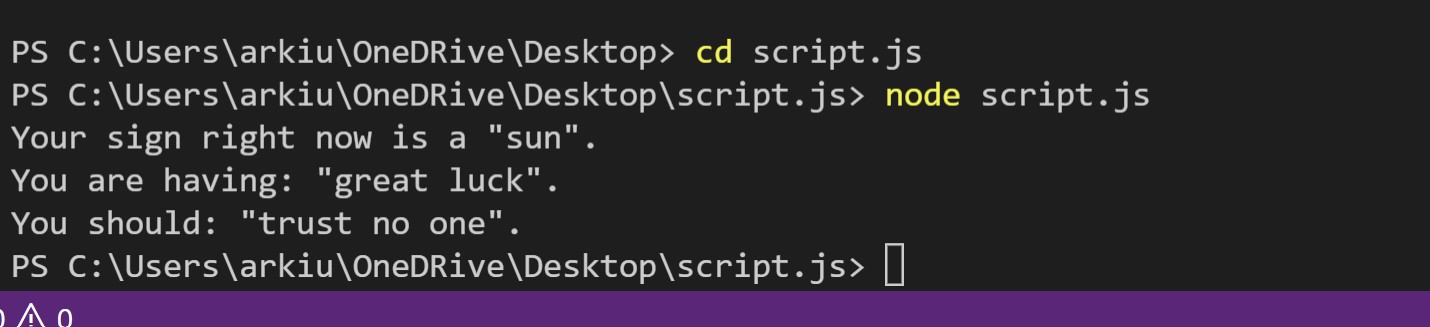 PS C:\Users\arkiu\OneDRive\Desktop> cd script.js
PS C:\Users\arkiu\OneDRive\Desktop\script.js> node script.js
Your sign right now is a "sun".
You are having: "great luck".
You should: "trust no one".
PS C:\Users\arkiu\OneDRive\Desktop\script.js>
0